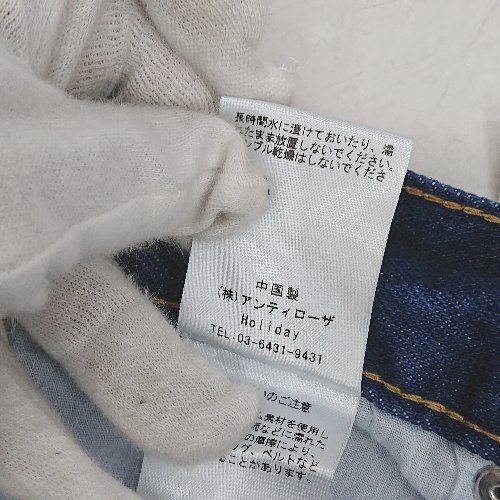 長時間水に浸けておいたり、濡
れたまま放置しないでください。
ンブル乾燥はしないでくださ
中国製
(株)アンティローザ
Holiday
TEL:03-6431-9431
のご注意
素材を使用し
などに濡れた
の摩擦により、
グ、ベルトなど
ことがあります。